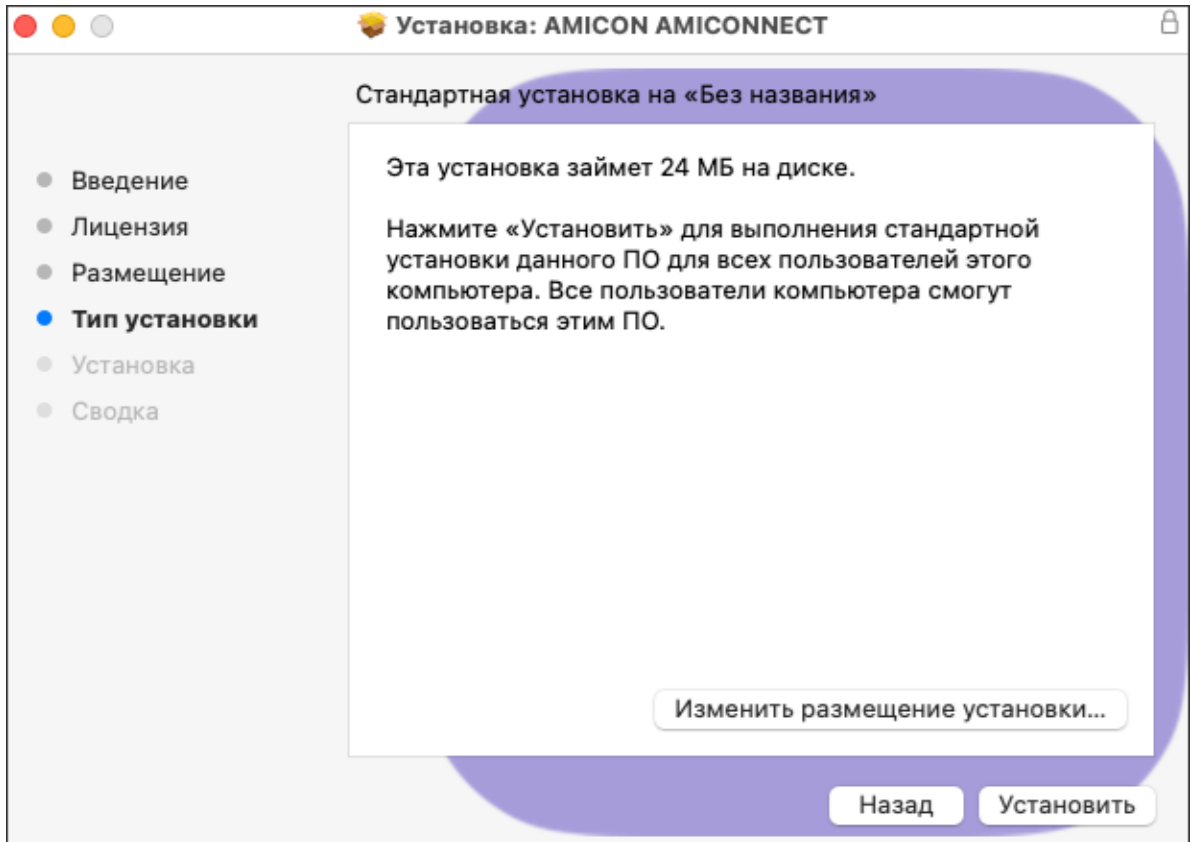 Установка: AMICON AMICONNECT
Стандартная установка на «Без названия»
Введение
Лицензия
Размещение
Тип установки
Установка
Сводка
Эта установка займет 24 МБ на диске.
Нажмите «Установить» для выполнения стандартной
установки данного ПО для всех пользователей этого
компьютера. Все пользователи компьютера смогут
пользоваться этим ПО.
Изменить размещение установки...
Назад
Установить